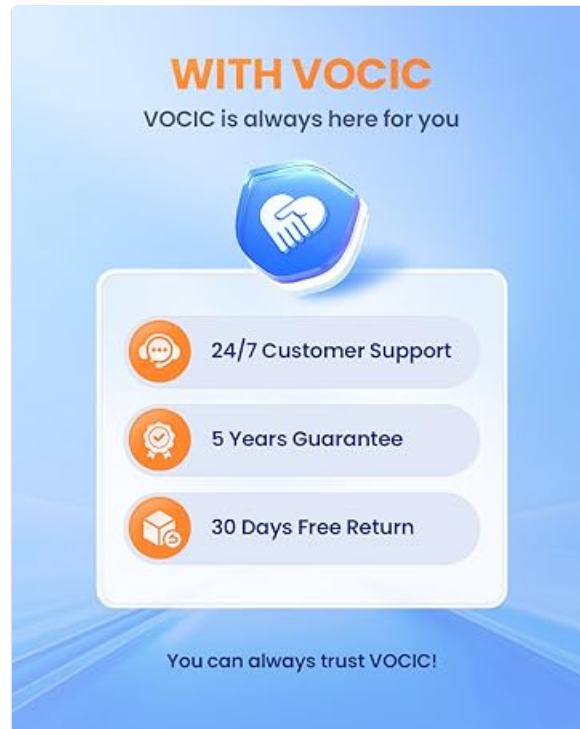 WITH VOCIC
VOCIC is always here for you
24/7 Customer Support
5 Years Guarantee
30 Days Free Return
You can always trust VOCIC!